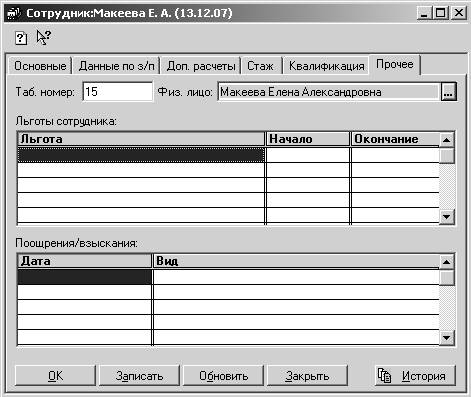 Сотрудник:Макеева Е. А. (13.12.07)
Основные Данные по з/п Доп. расчеты Стаж Квалификация Прочее
Таб. номер: 15 Физ. лицо: Макеева Елена Александровна ...
Льготы сотрудника:
Льгота Начало Окончание
Поощрения/взыскания:
Дата Вид
OK Записать Обновить Закрыть История